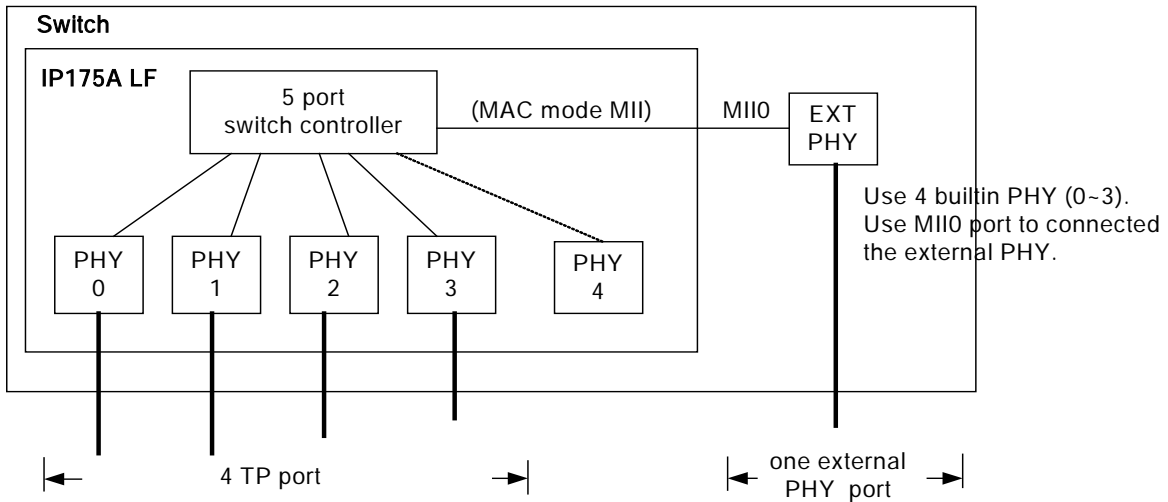 Switch
IP175A LF
5 port
switch controller
(MAC mode MII)
MII0
EXT
PHY
Use 4 builtin PHY (0~3).
Use MII0 port to connected
the external PHY.
PHY
0
PHY
1
PHY
2
PHY
3
PHY
4
4 TP port
one external
PHY port